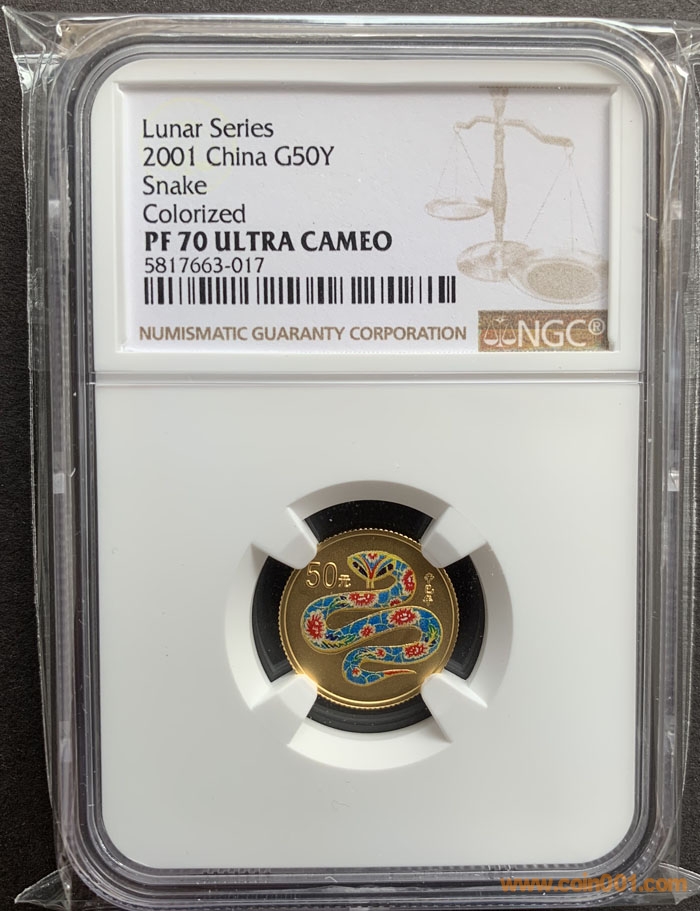 Lunar Series
2001 China G50Y
Snake
Colorized
PF 70 ULTRA CAMEO
5817663-017
NUMISMATIC GUARANTY CORPORATION
NGC®
50元
www.coin001.com